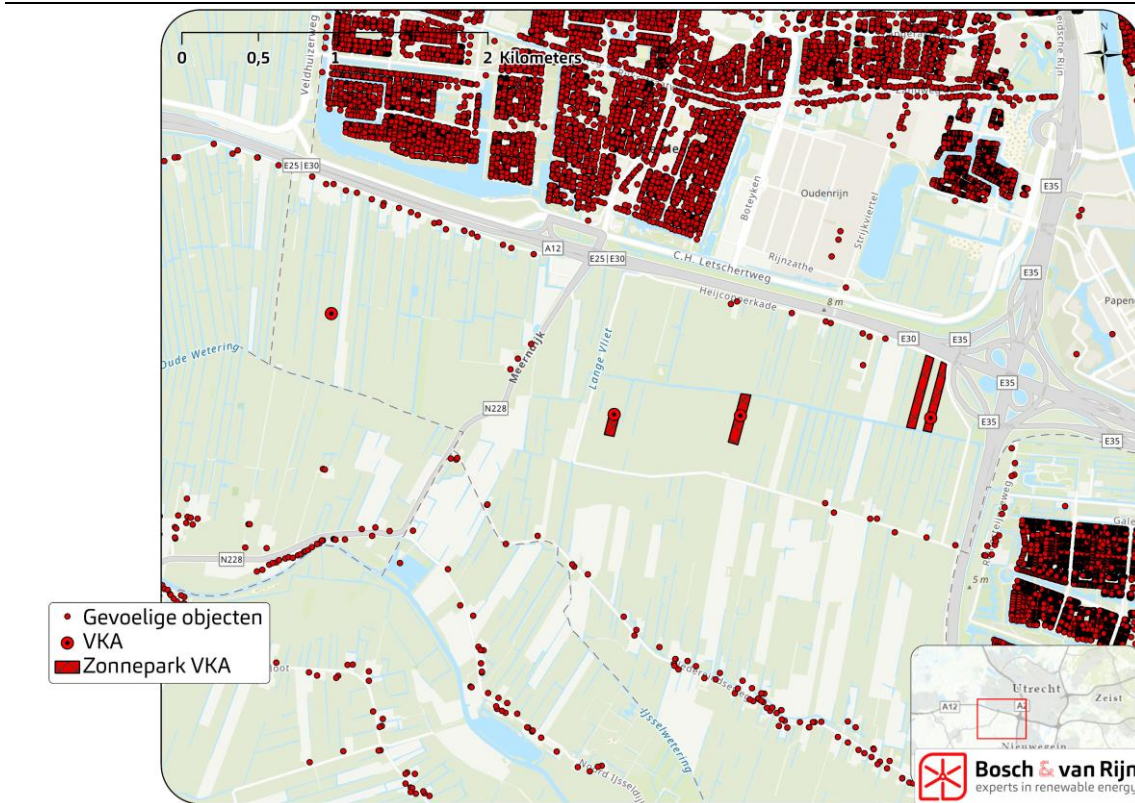 Veldhuizerweg
0 0,5 1 2 Kilometers
N
E25|E30
Oudenrijn
Boteyken
Strijkviertel
E35
A12
E25|E30
C.H. Letschertweg
Rijnzathe
Heijcopperkade
8 m
E35
E30
E35
Oude Wetering
Meerndijk
Lange Vliet
E35
N228
E35
E35
N228
5 m
Gevoelige objecten
VKA
Zonnepark VKA
IJsselwetering
Utrecht
Zeist
A12
A2
Nieuwegein
Bosch & van Rijn
experts in renewable energy